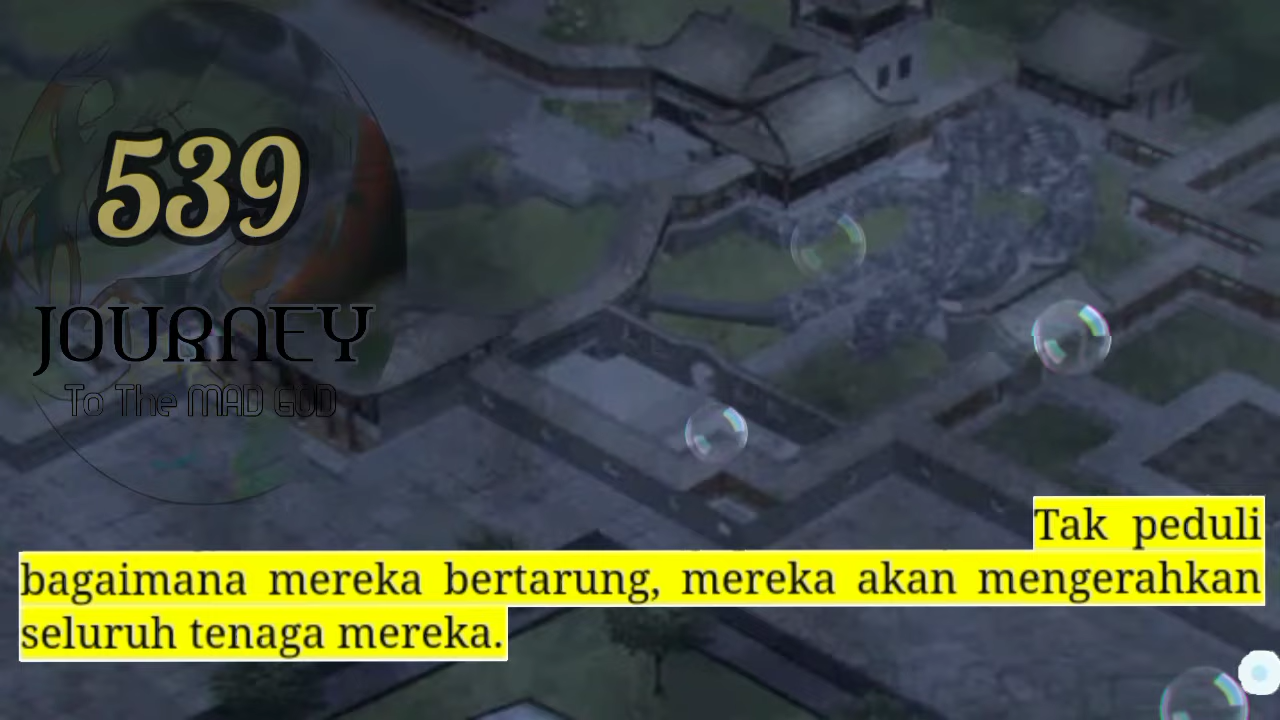 539
JOURNEY
To The MAD GOD
Tak peduli
bagaimana mereka bertarung, mereka akan mengerahkan
seluruh tenaga mereka.